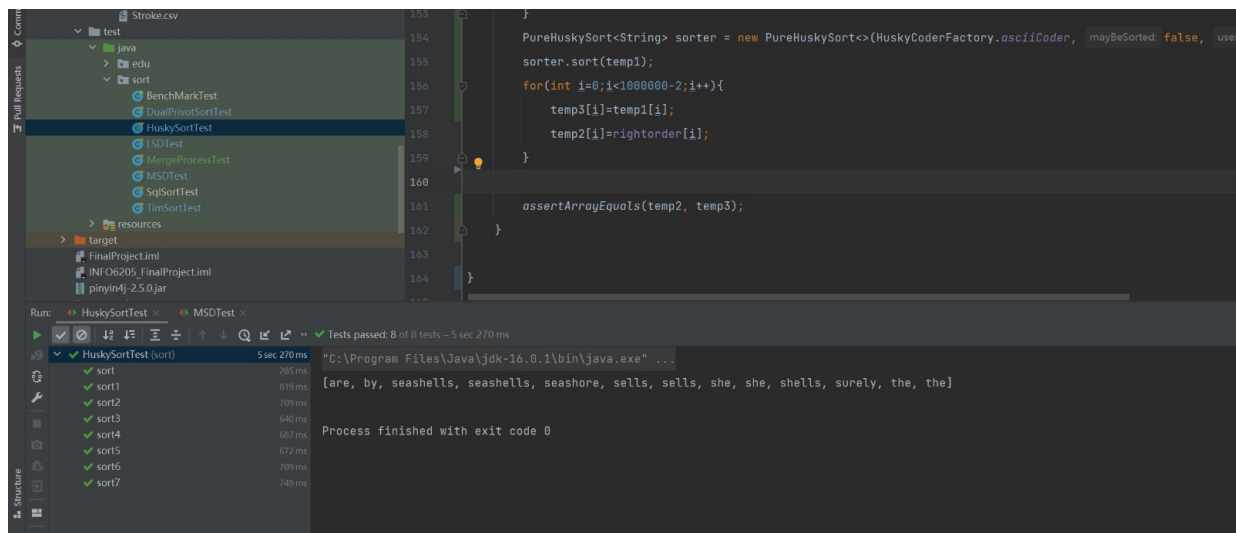 Comm
Pull Requests
Stroke.csv
test
java
edu
sort
BenchMarkTest
DualPrivotSortTest
HuskySortTest
LSDTest
MergeProcessTest
MSDTest
SqlSortTest
TimSortTest
resources
target
FinalProject.iml
INFO6205_FinalProject.iml
pinyin4j-2.5.0.jar
153 }
154 PureHuskySort<String> sorter = new PureHuskySort<>(HuskyCoderFactory.asciiCoder, mayBeSorted: false, use
155 sorter.sort(temp1);
156 for(int i=0;i<1000000-2;i++){
157 temp3[i]=temp1[i];
158 temp2[i]=rightorder[i];
159 }
160
161 assertArrayEquals(temp2, temp3);
162 }
163
164 }
Run: HuskySortTest × MSDTest ×
» Tests passed: 8 of 8 tests – 5 sec 270 ms
HuskySortTest (sort) 5 sec 270 ms
sort 285 ms
sort1 819 ms
sort2 709 ms
sort3 640 ms
sort4 687 ms
sort5 672 ms
sort6 709 ms
sort7 749 ms
"C:\Program Files\Java\jdk-16.0.1\bin\java.exe" ...
[are, by, seashells, seashells, seashore, sells, sells, she, she, shells, surely, the, the]
Process finished with exit code 0
Structure